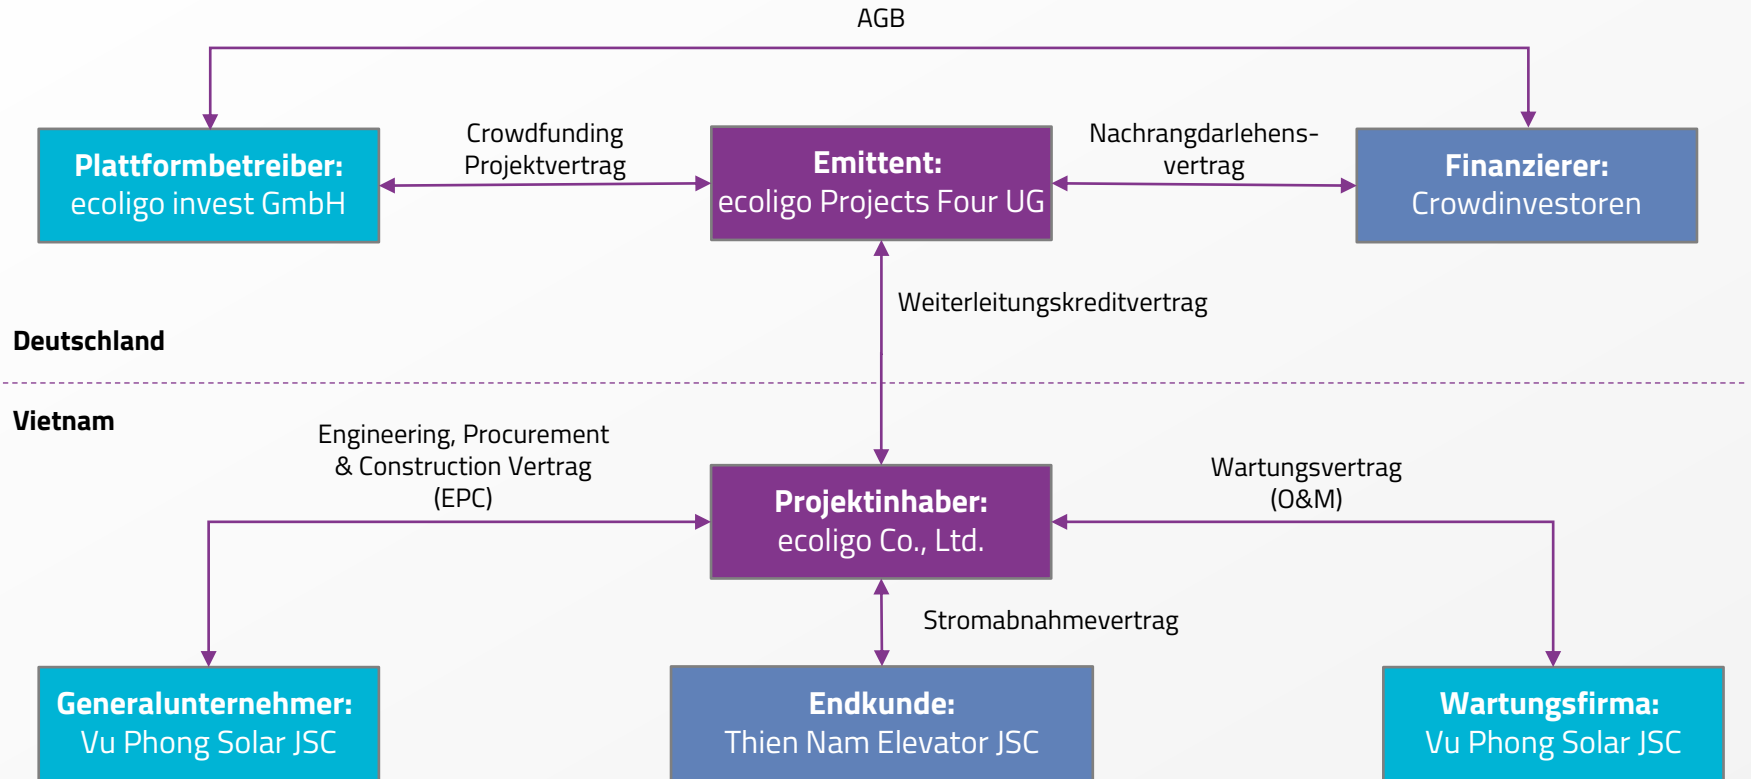 AGB
Plattformbetreiber:
ecoligo invest GmbH
Crowdfunding
Projektvertrag
Emittent:
ecoligo Projects Four UG
Nachrangdarlehens-
vertrag
Finanzierer:
Crowdinvestoren
Weiterleitungskreditvertrag
Deutschland
Vietnam
Engineering, Procurement
& Construction Vertrag
(EPC)
Projektinhaber:
ecoligo Co., Ltd.
Wartungsvertrag
(O&M)
Stromabnahmevertrag
Generalunternehmer:
Vu Phong Solar JSC
Endkunde:
Thien Nam Elevator JSC
Wartungsfirma:
Vu Phong Solar JSC